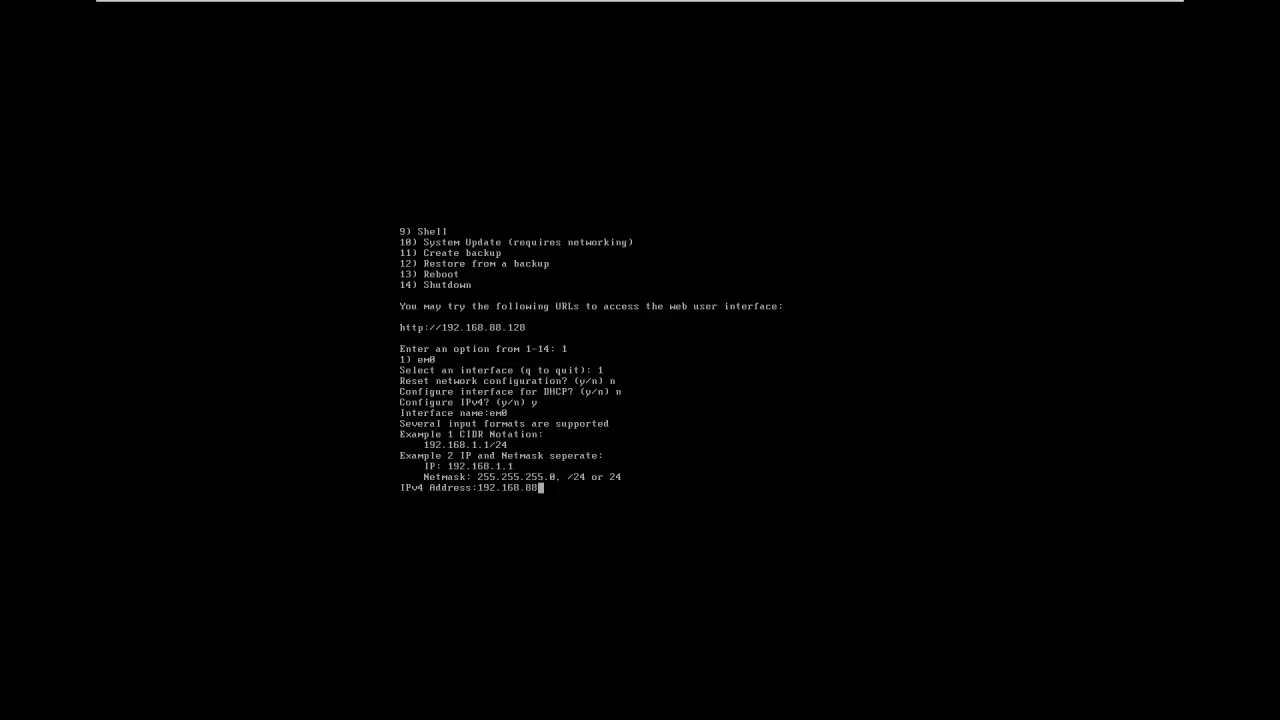 9) Shell
10) System Update (requires networking)
11) Create backup
12) Restore from a backup
13) Reboot
14) Shutdown
You may try the following URLs to access the web user interface:
http://192.168.88.128
Enter an option from 1-14: 1
1) em0
Select an interface (q to quit): 1
Reset network configuration? (y/n) n
Configure interface for DHCP? (y/n) n
Configure IPv4? (y/n) y
Interface name:em0
Several input formats are supported
Example 1 CIDR Notation:
192.168.1.1/24
Example 2 IP and Netmask seperate:
IP: 192.168.1.1
Netmask: 255.255.255.0, /24 or 24
IPv4 Address:192.168.88